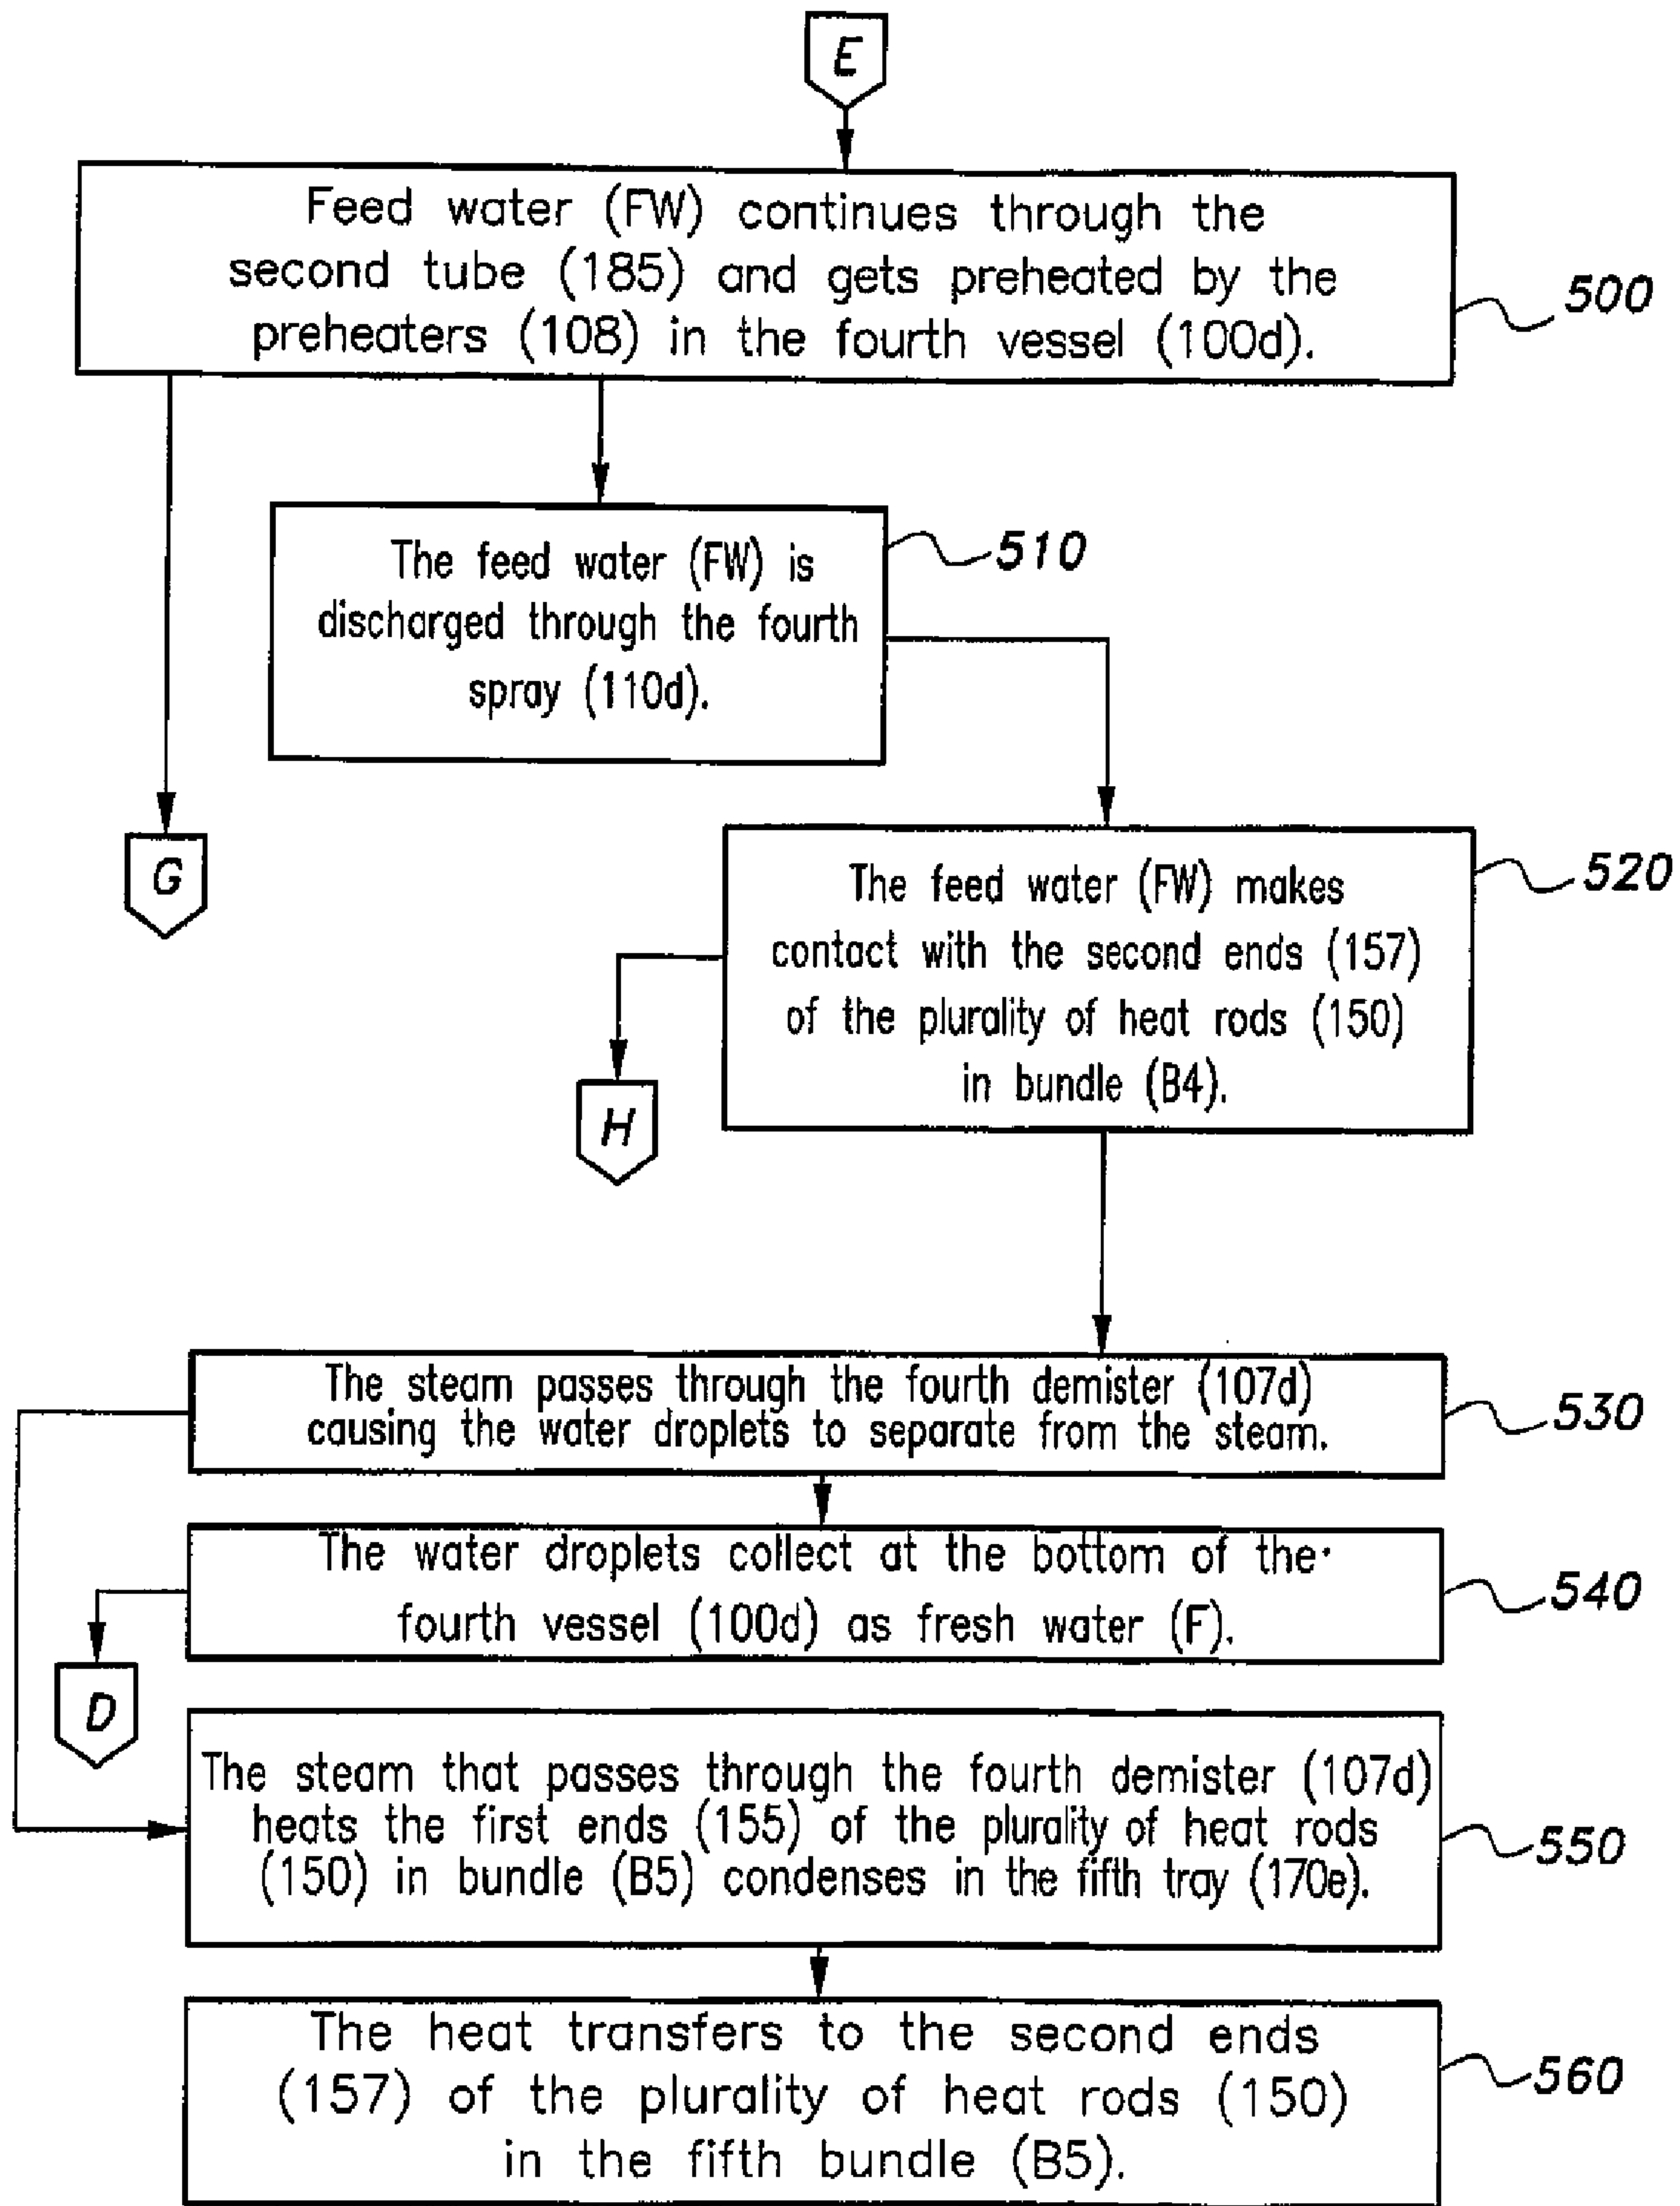 E
Feed water (FW) continues through the
second tube (185) and gets preheated by the
preheaters (108) in the fourth vessel (100d).
500
The feed water (FW) is
discharged through the fourth
spray (110d).
510
G
The feed water (FW) makes
contact with the second ends (157)
of the plurality of heat rods (150)
in bundle (B4).
520
H
The steam passes through the fourth demister (107d)
causing the water droplets to separate from the steam.
530
The water droplets collect at the bottom of the
fourth vessel (100d) as fresh water (F).
540
D
The steam that passes through the fourth demister (107d)
heats the first ends (155) of the plurality of heat rods
(150) in bundle (B5) condenses in the fifth tray (170e).
550
The heat transfers to the second ends
(157) of the plurality of heat rods (150)
in the fifth bundle (B5).
560